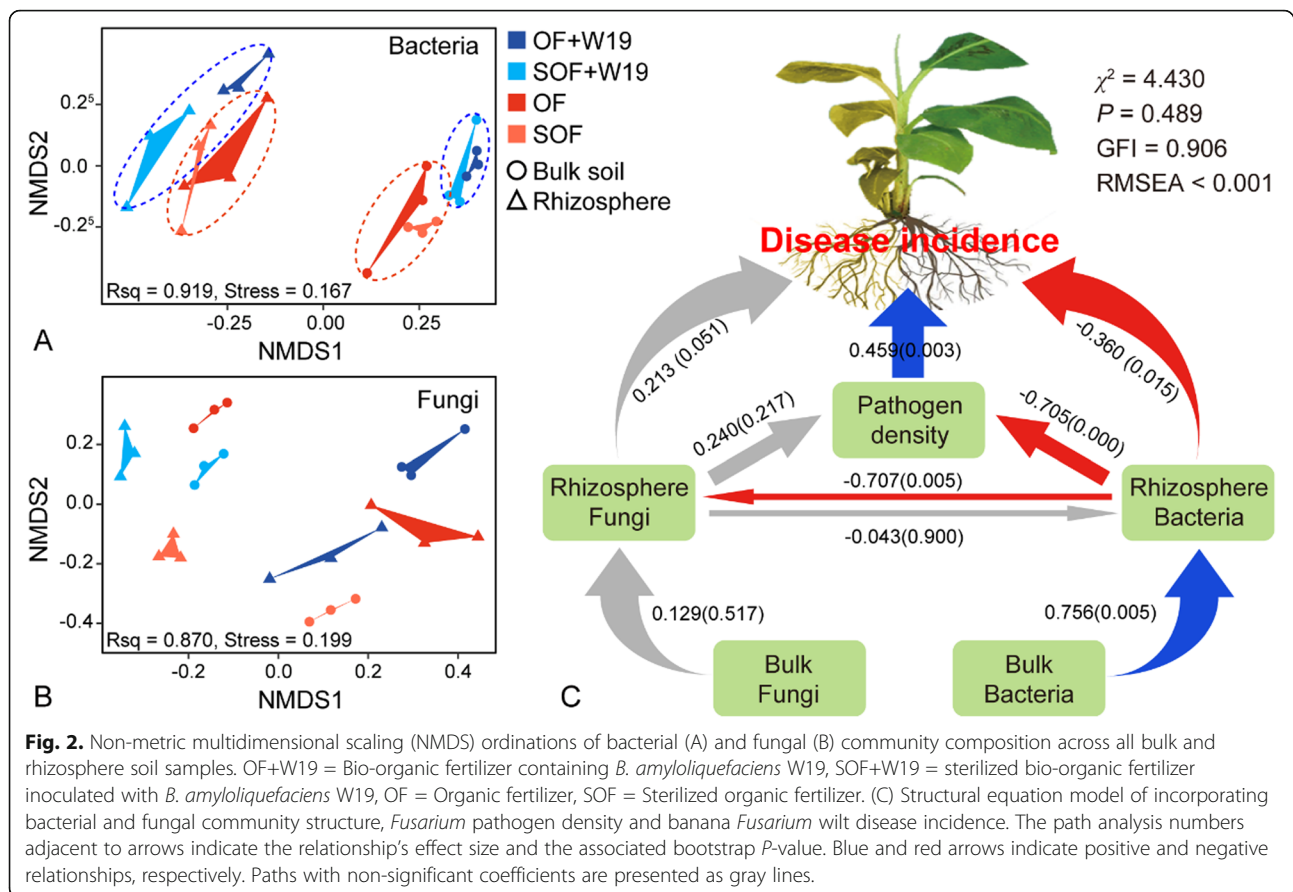 Bacteria
NMDS2
0.2⁵
0.0
-0.2⁵
Rsq = 0.919, Stress = 0.167
-0.25
0.00
0.25
NMDS1
A
OF+W19
SOF+W19
OF
SOF
Bulk soil
Rhizosphere
Fungi
NMDS2
0.2
0.0
-0.2
-0.4
Rsq = 0.870, Stress = 0.199
-0.2
0.0
0.2
0.4
NMDS1
B
χ² = 4.430
P = 0.489
GFI = 0.906
RMSEA < 0.001
Disease incidence
0.213 (0.051)
0.459(0.003)
-0.360 (0.015)
Pathogen
density
0.240(0.217)
-0.705(0.000)
Rhizosphere
Fungi
-0.707(0.005)
-0.043(0.900)
Rhizosphere
Bacteria
0.129(0.517)
0.756(0.005)
Bulk
Fungi
Bulk
Bacteria
C
Fig. 2. Non-metric multidimensional scaling (NMDS) ordinations of bacterial (A) and fungal (B) community composition across all bulk and
rhizosphere soil samples. OF+W19 = Bio-organic fertilizer containing B. amyloliquefaciens W19, SOF+W19 = sterilized bio-organic fertilizer
inoculated with B. amyloliquefaciens W19, OF = Organic fertilizer, SOF = Sterilized organic fertilizer. (C) Structural equation model of incorporating
bacterial and fungal community structure, Fusarium pathogen density and banana Fusarium wilt disease incidence. The path analysis numbers
adjacent to arrows indicate the relationship's effect size and the associated bootstrap P-value. Blue and red arrows indicate positive and negative
relationships, respectively. Paths with non-significant coefficients are presented as gray lines.